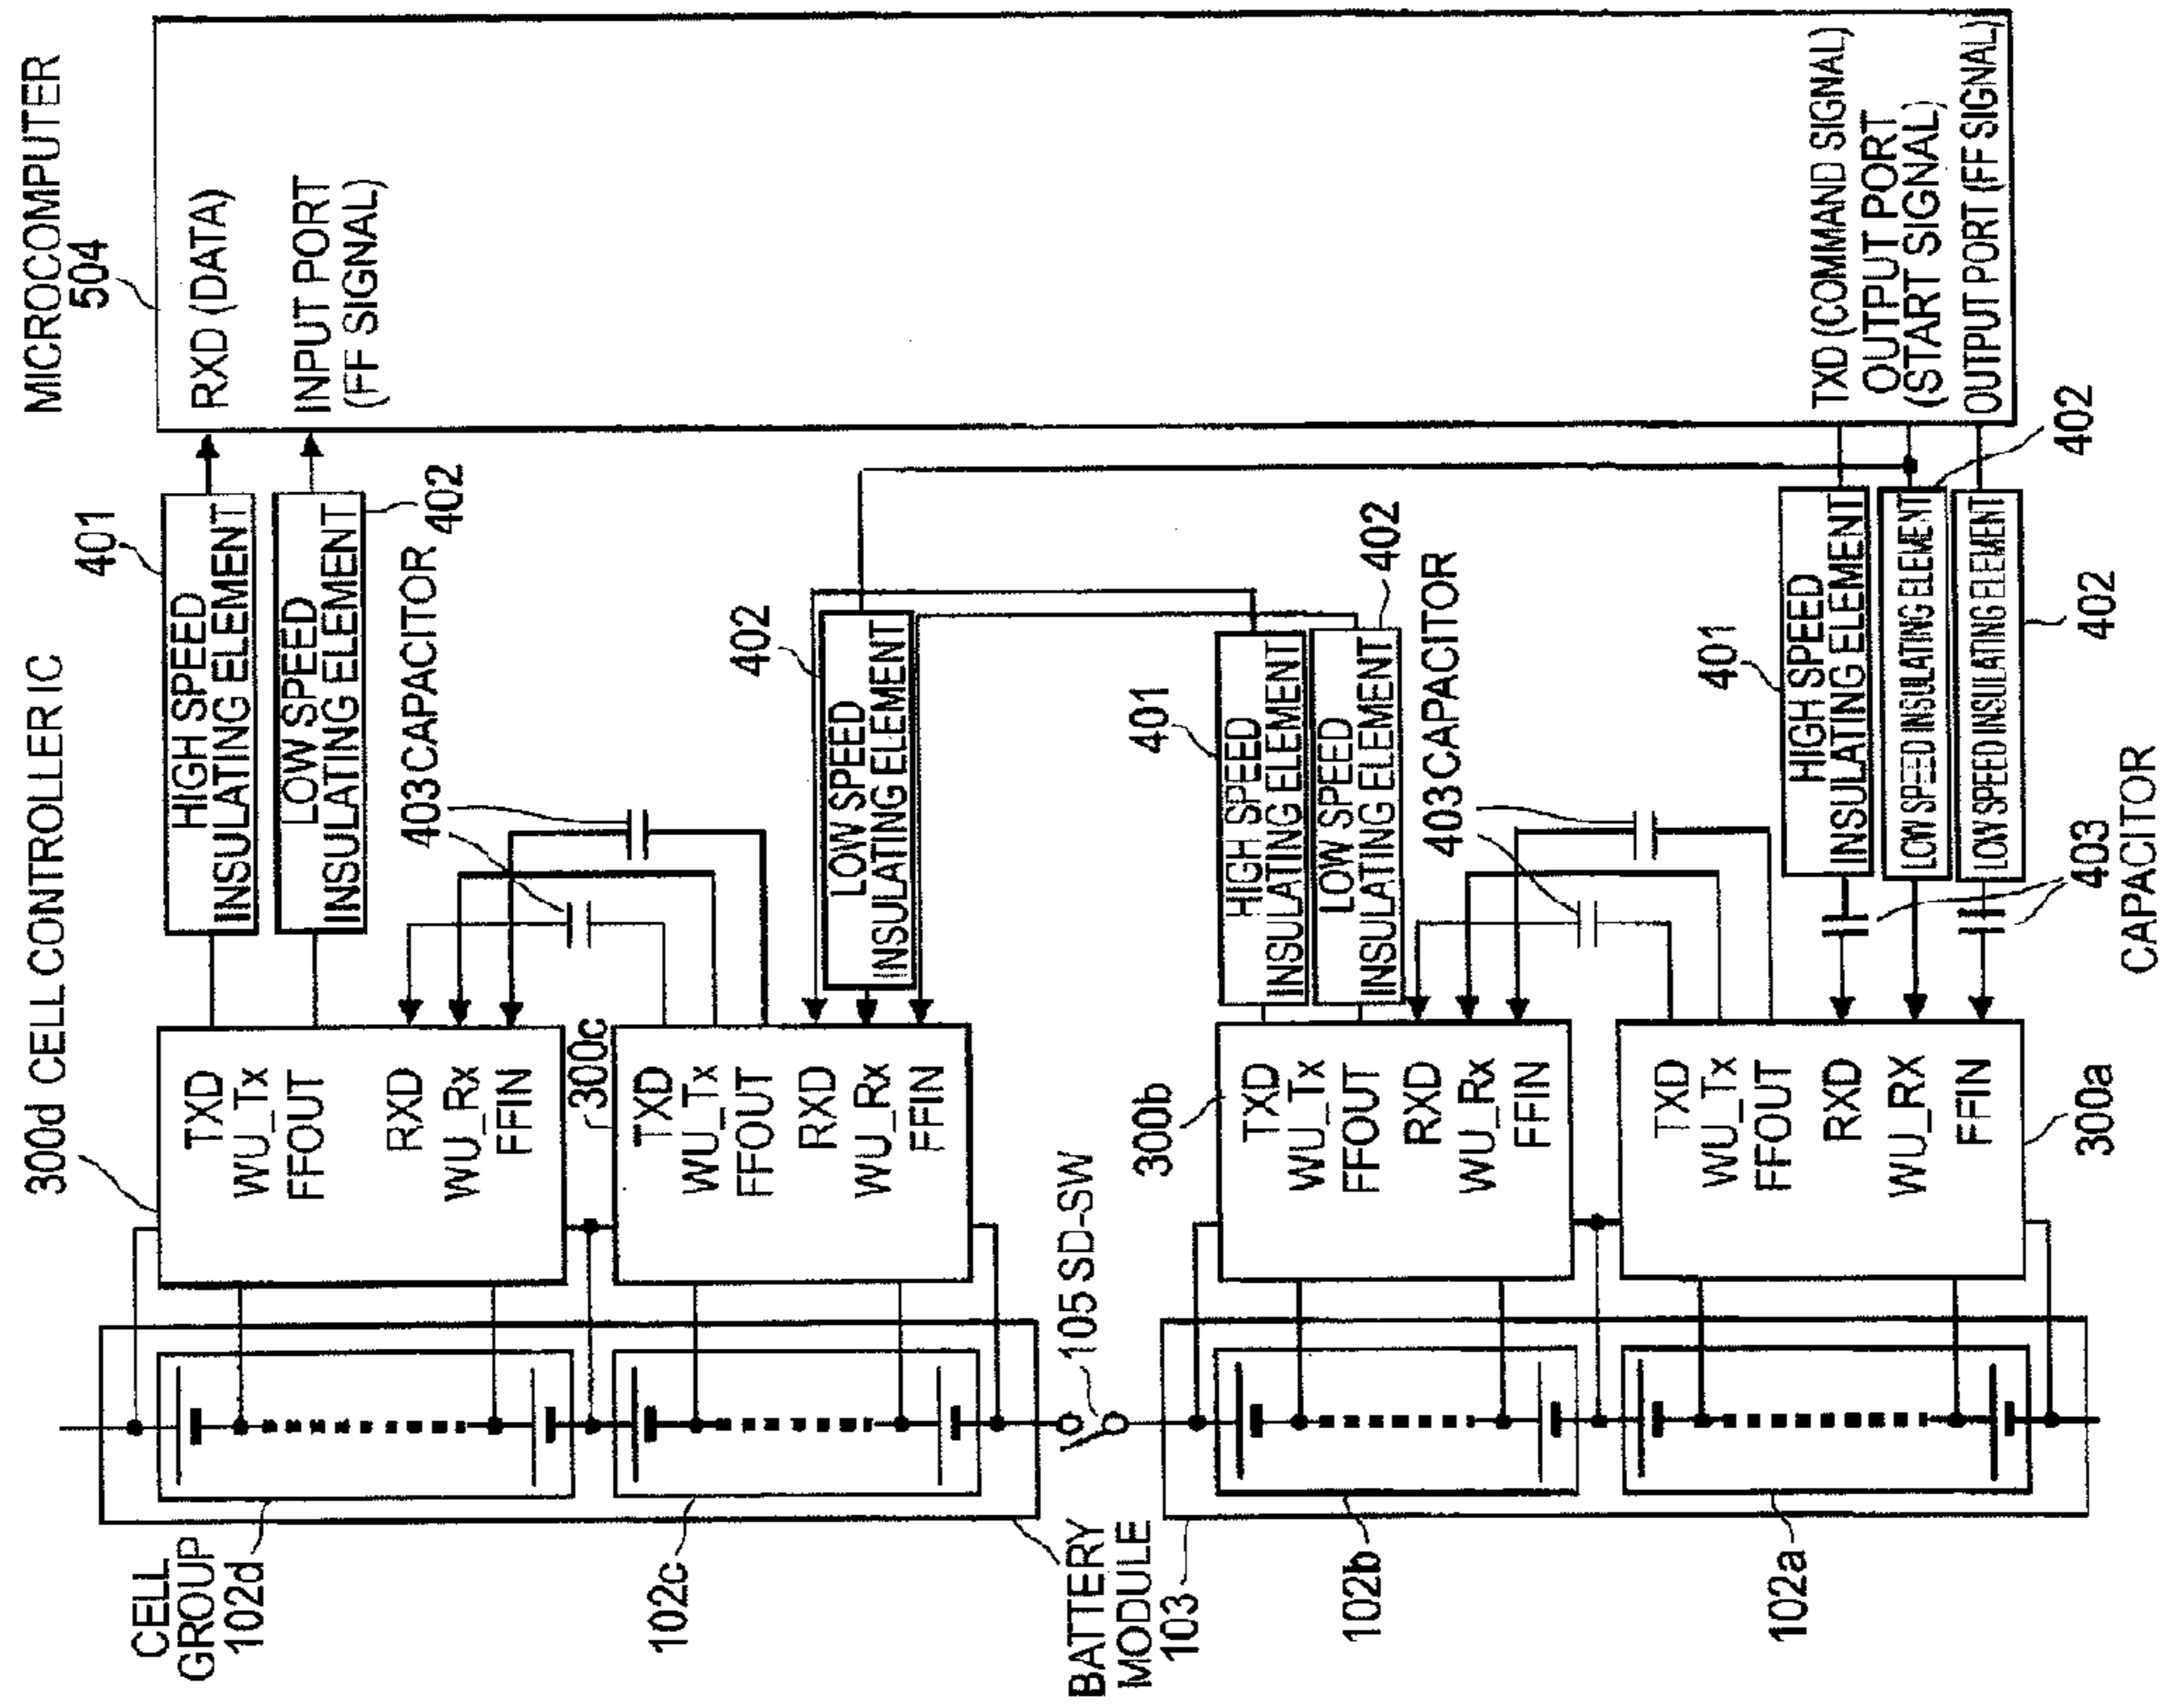 MICROCOMPUTER
504
RXD (DATA)
INPUT PORT
(FF SIGNAL)
TXD (COMMAND SIGNAL)
OUTPUT PORT
(START SIGNAL)
OUTPUT PORT (FF SIGNAL)
401
HIGH SPEED
INSULATING ELEMENT
LOW SPEED
INSULATING ELEMENT
402
403 CAPACITOR
402
LOW SPEED
INSULATING ELEMENT
401
HIGH SPEED
INSULATING ELEMENT
LOW SPEED
INSULATING ELEMENT
402
403 CAPACITOR
401
HIGH SPEED
INSULATING ELEMENT
LOW SPEED INSULATING ELEMENT
402
LOW SPEED INSULATING ELEMENT
402
403
CAPACITOR
300d CELL CONTROLLER IC
TXD
WU_Tx
FFOUT
RXD
WU_Rx
FFIN
300c
TXD
WU_Tx
FFOUT
RXD
WU_Rx
FFIN
105 SD-SW
300b
TXD
WU_Tx
FFOUT
RXD
WU_Rx
FFIN
TXD
WU_Tx
FFOUT
RXD
WU_RX
FFIN
300a
CELL
GROUP
102d
102c
BATTERY
MODULE
103
102b
102a